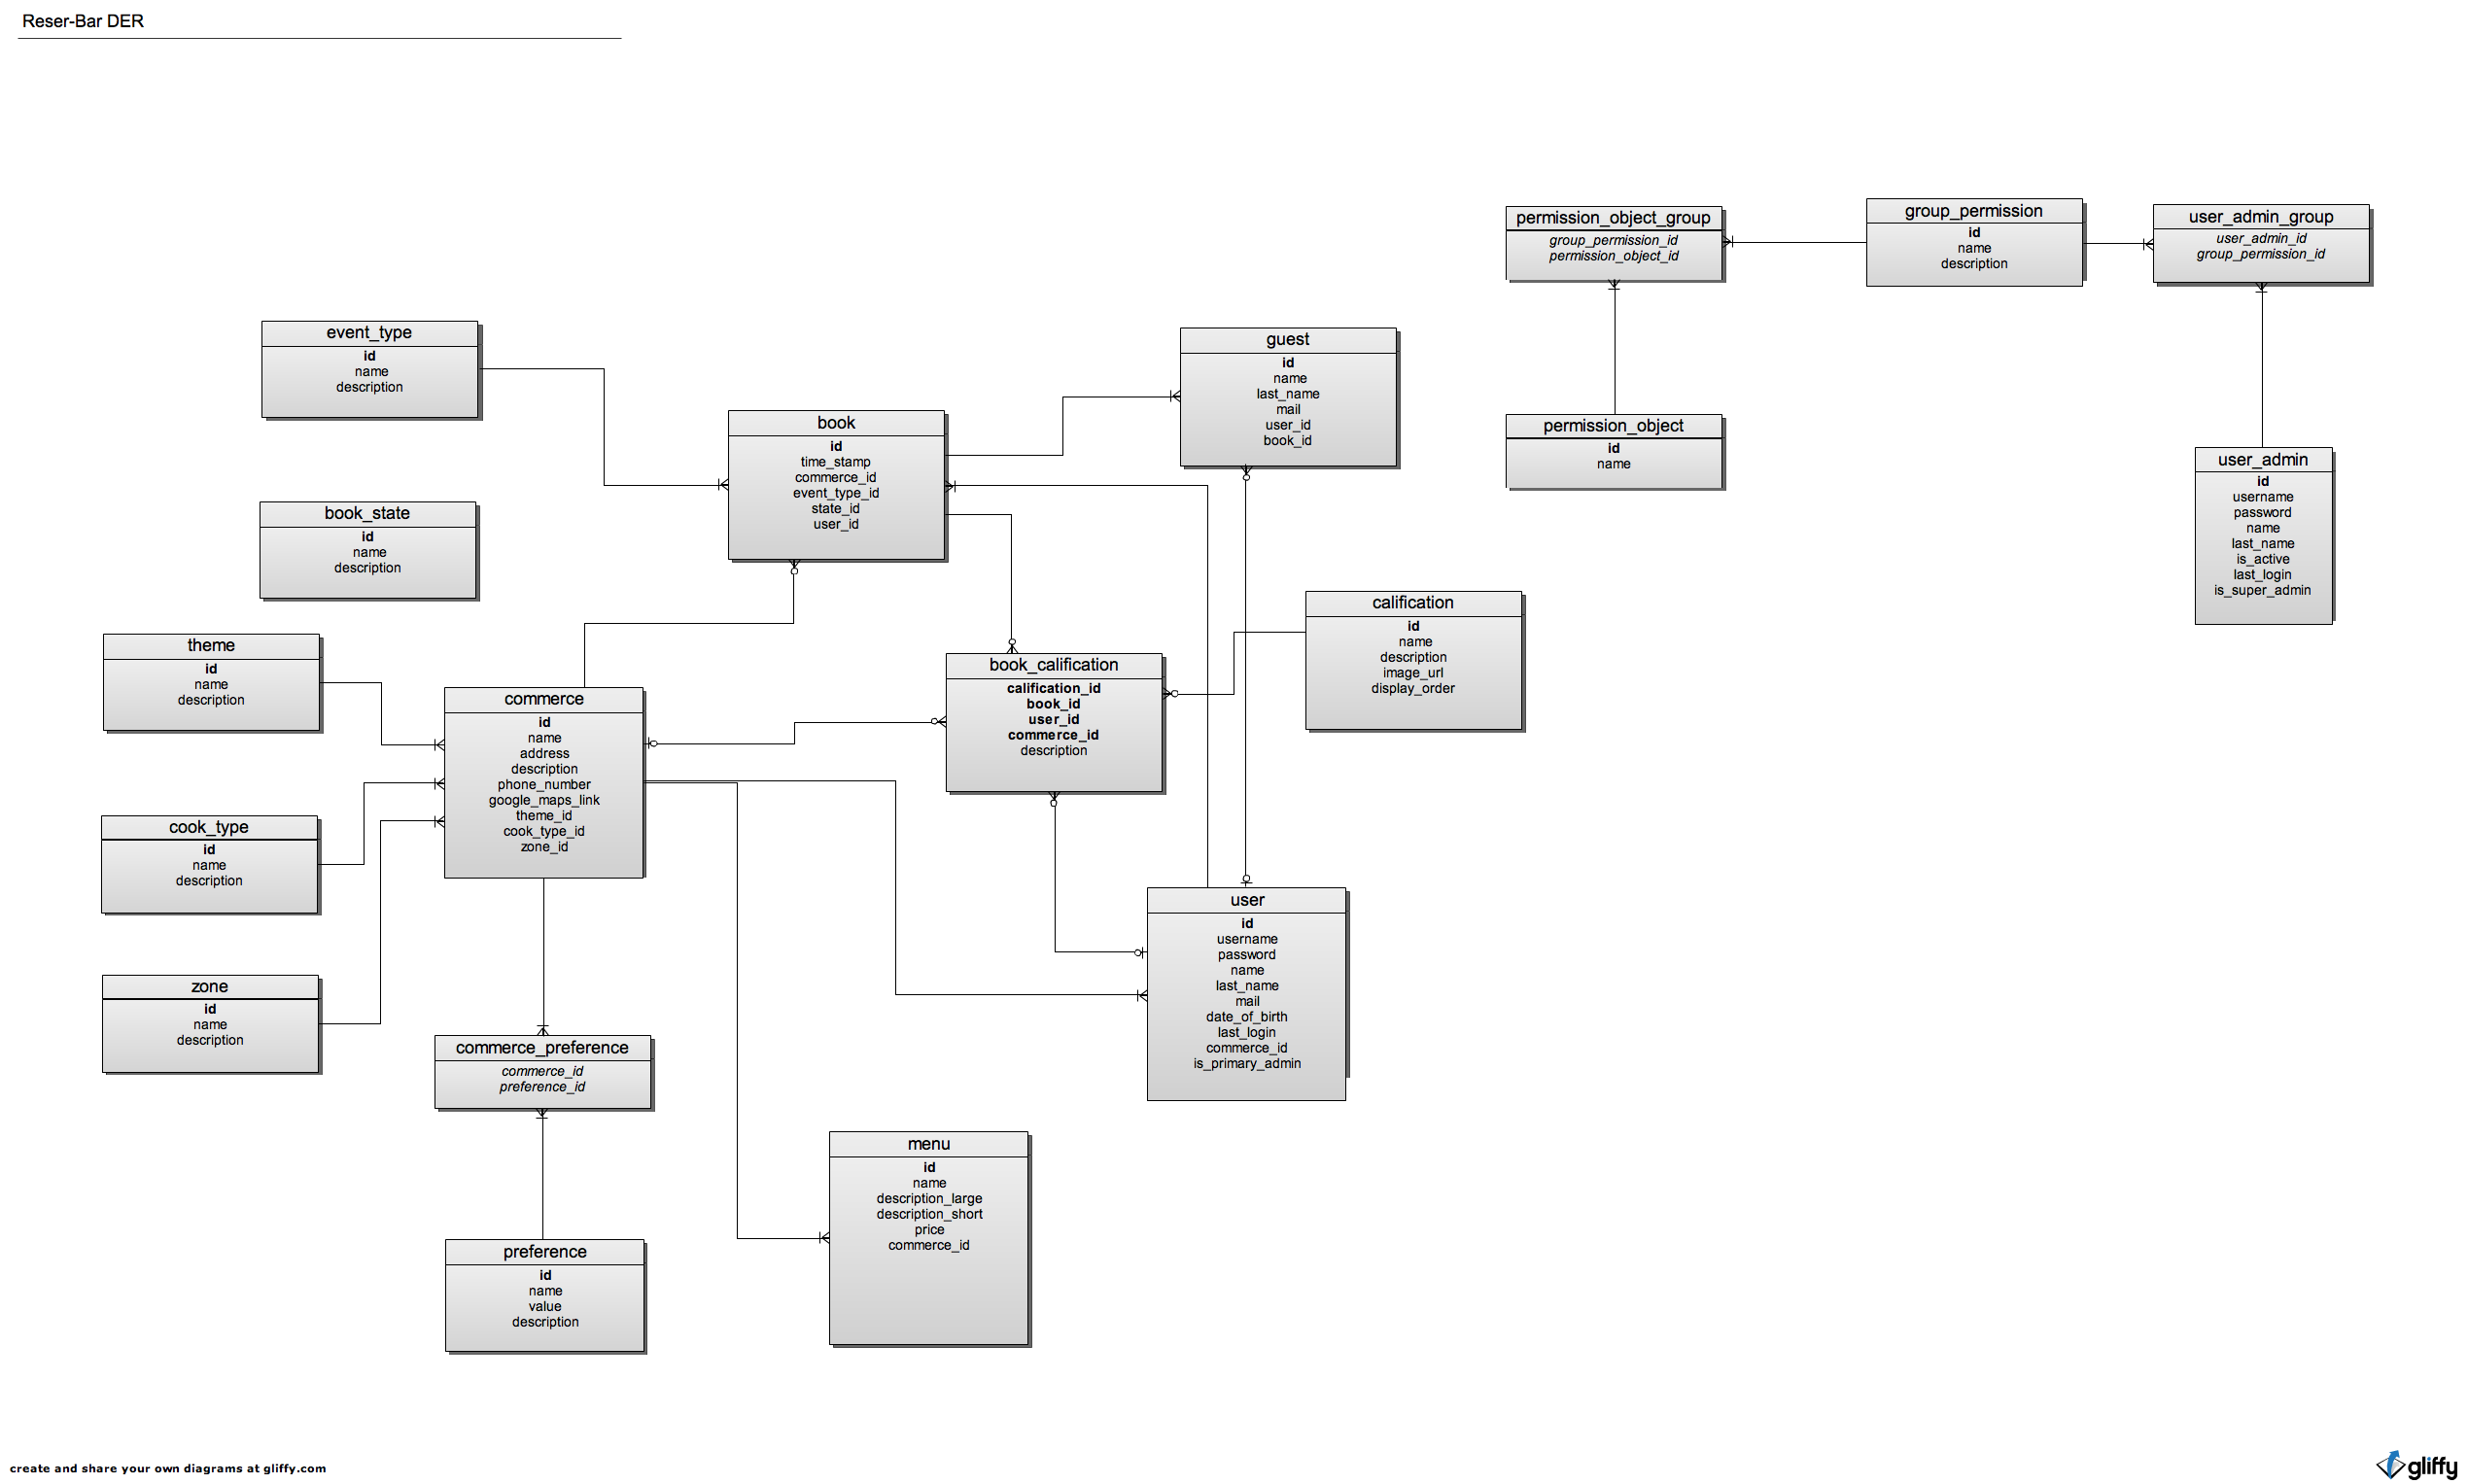 Reser-Bar DER
permission_object_group
group_permission_id
permission_object_id
group_permission
id
name
description
user_admin_group
user_admin_id
group_permission_id
event_type
id
name
description
guest
id
name
last_name
mail
user_id
book_id
book
id
time_stamp
commerce_id
event_type_id
state_id
user_id
permission_object
id
name
user_admin
id
username
password
name
last_name
is_active
last_login
is_super_admin
book_state
id
name
description
calification
id
name
description
image_url
display_order
theme
id
name
description
book_calification
calification_id
book_id
user_id
commerce_id
description
commerce
id
name
address
description
phone_number
google_maps_link
theme_id
cook_type_id
zone_id
cook_type
id
name
description
user
id
username
password
name
last_name
mail
date_of_birth
last_login
commerce_id
is_primary_admin
zone
id
name
description
commerce_preference
commerce_id
preference_id
menu
id
name
description_large
description_short
price
commerce_id
preference
id
name
value
description
create and share your own diagrams at gliffy.com
gliffy